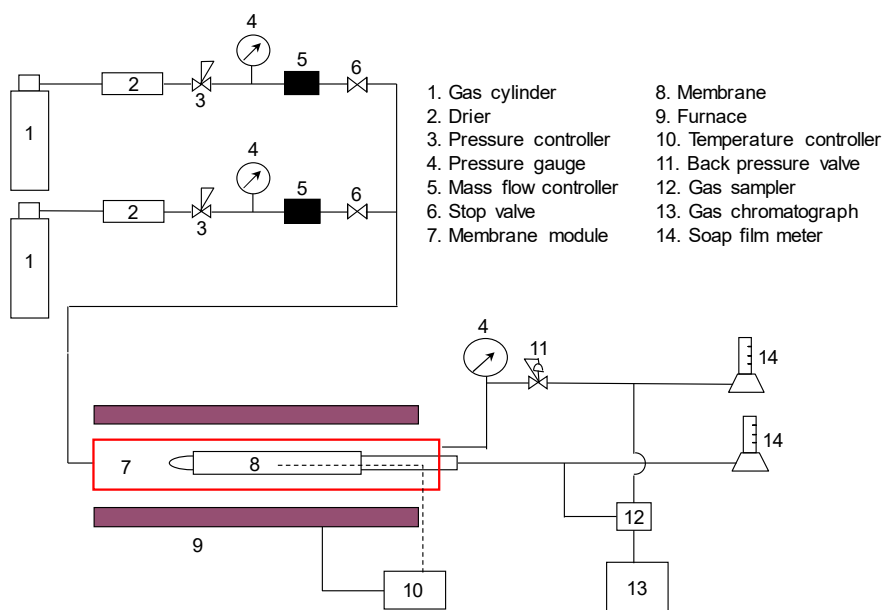 4
5
6
2
3
1
4
5
6
2
3
1
1. Gas cylinder
2. Drier
3. Pressure controller
4. Pressure gauge
5. Mass flow controller
6. Stop valve
7. Membrane module
8. Membrane
9. Furnace
10. Temperature controller
11. Back pressure valve
12. Gas sampler
13. Gas chromatograph
14. Soap film meter
4
11
14
14
7
8
12
9
10
13